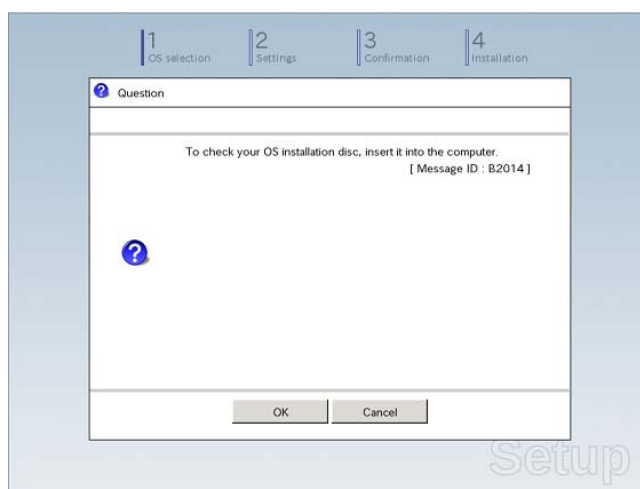 1
OS selection
2
Settings
3
Confirmation
4
Installation
Question
To check your OS installation disc, insert it into the computer.
[ Message ID : B2014 ]
OK
Cancel
Setup